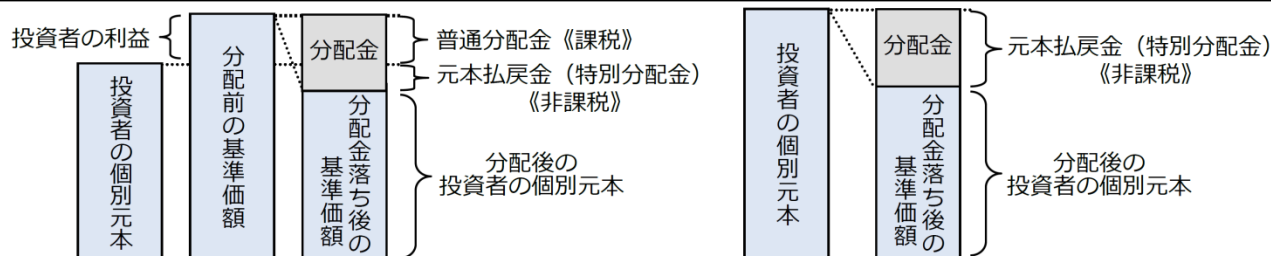 投資者の利益
投資者の個別元本
分配前の基準価額
分配金
分配金落ち後の
基準価額
普通分配金《課税》
元本払戻金（特別分配金）
《非課税》
分配後の
投資者の個別元本
投資者の個別元本
分配金
分配金落ち後の
基準価額
元本払戻金（特別分配金）
《非課税》
分配後の
投資者の個別元本